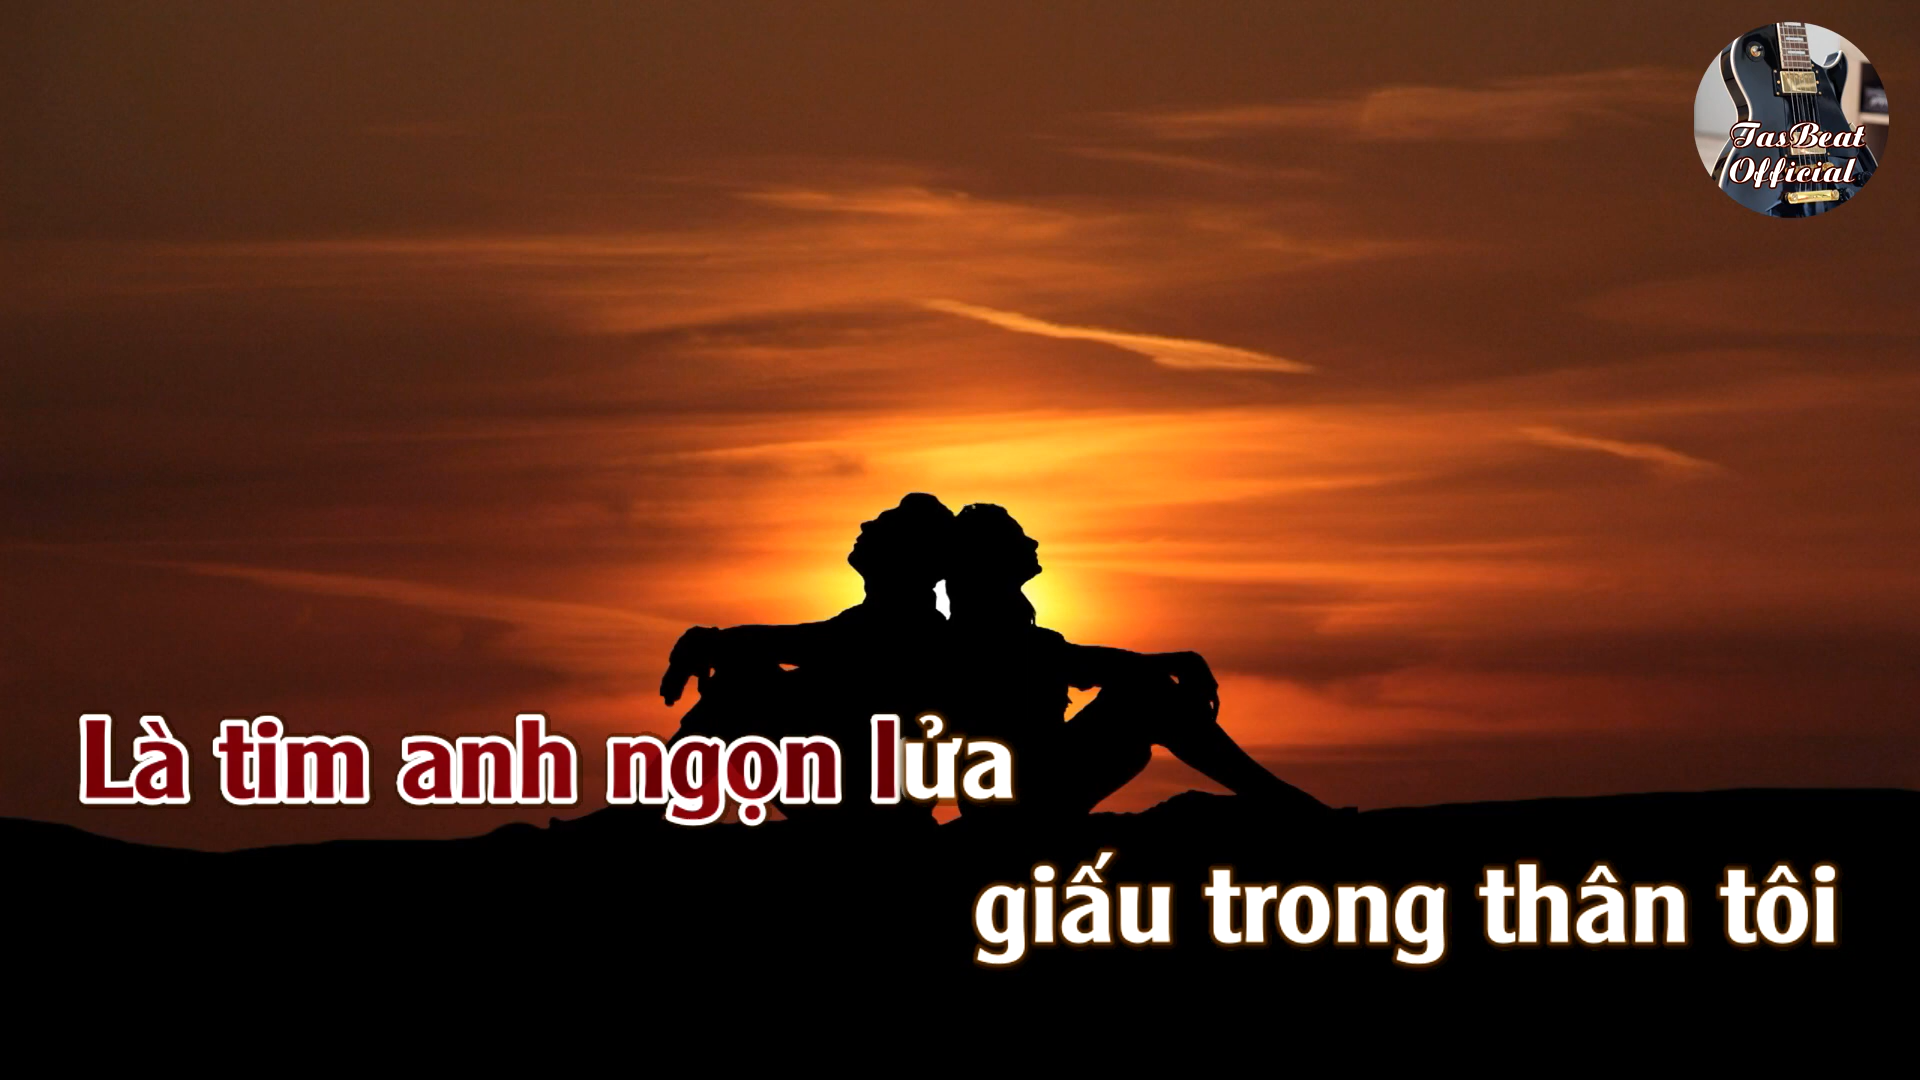 TasBeat
Official
Là tim anh ngọn lửa
giấu trong thân tôi